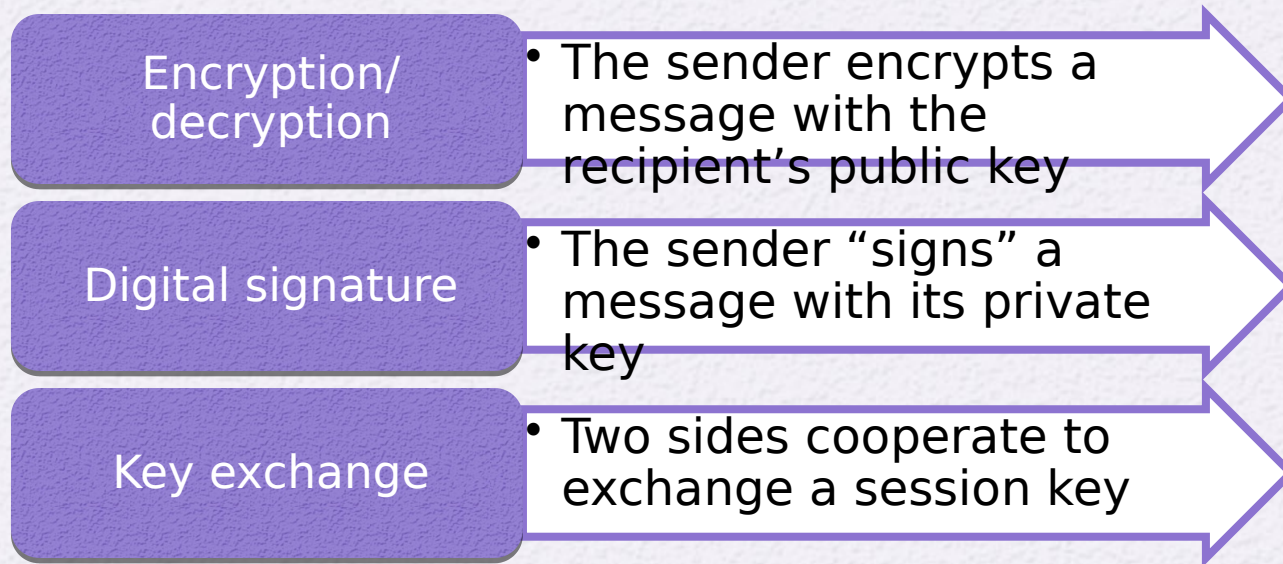 Encryption/
decryption
• The sender encrypts a
message with the
recipient’s public key
Digital signature
• The sender “signs” a
message with its private
key
Key exchange
• Two sides cooperate to
exchange a session key